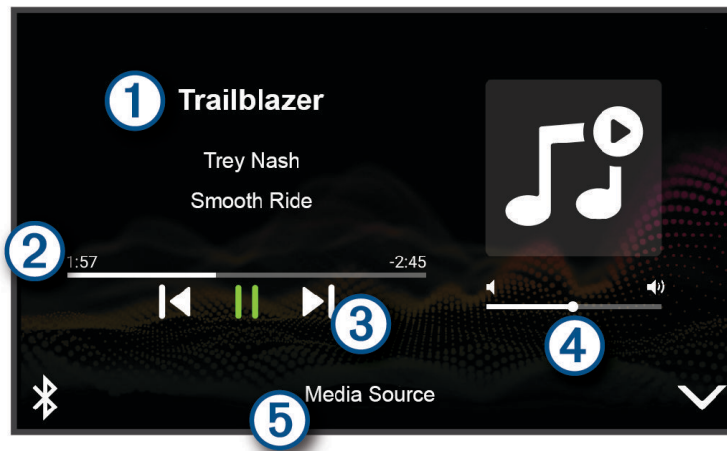 1
Trailblazer
Trey Nash
Smooth Ride
2
1:57
-2:45
3
4
5
Media Source